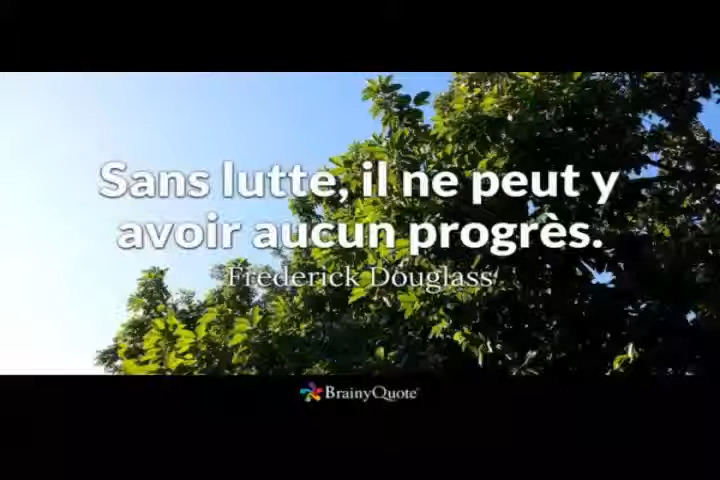 Sans lutte, il ne peut y
avoir aucun progrès.
Frederick Douglass
BrainyQuote